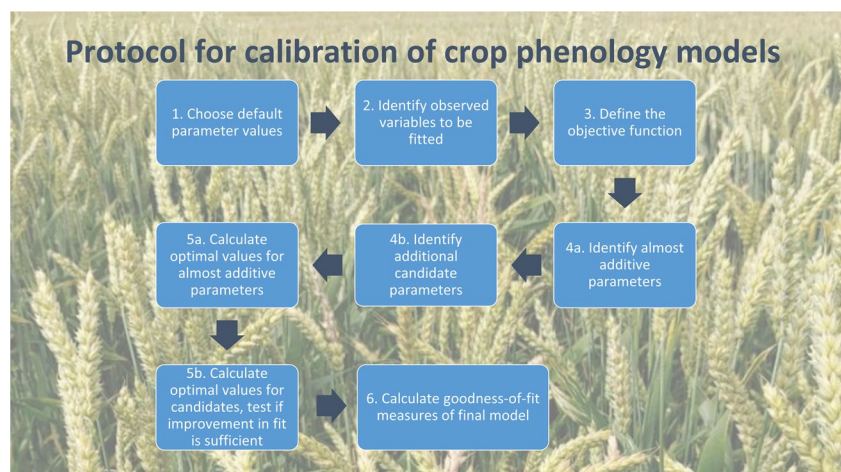 Protocol for calibration of crop phenology models
1. Choose default
parameter values
2. Identify observed
variables to be
fitted
3. Define the
objective function
4a. Identify almost
additive
parameters
4b. Identify
additional
candidate
parameters
5a. Calculate
optimal values for
almost additive
parameters
5b. Calculate
optimal values for
candidates, test if
improvement in fit
is sufficient
6. Calculate goodness-of-fit
measures of final model